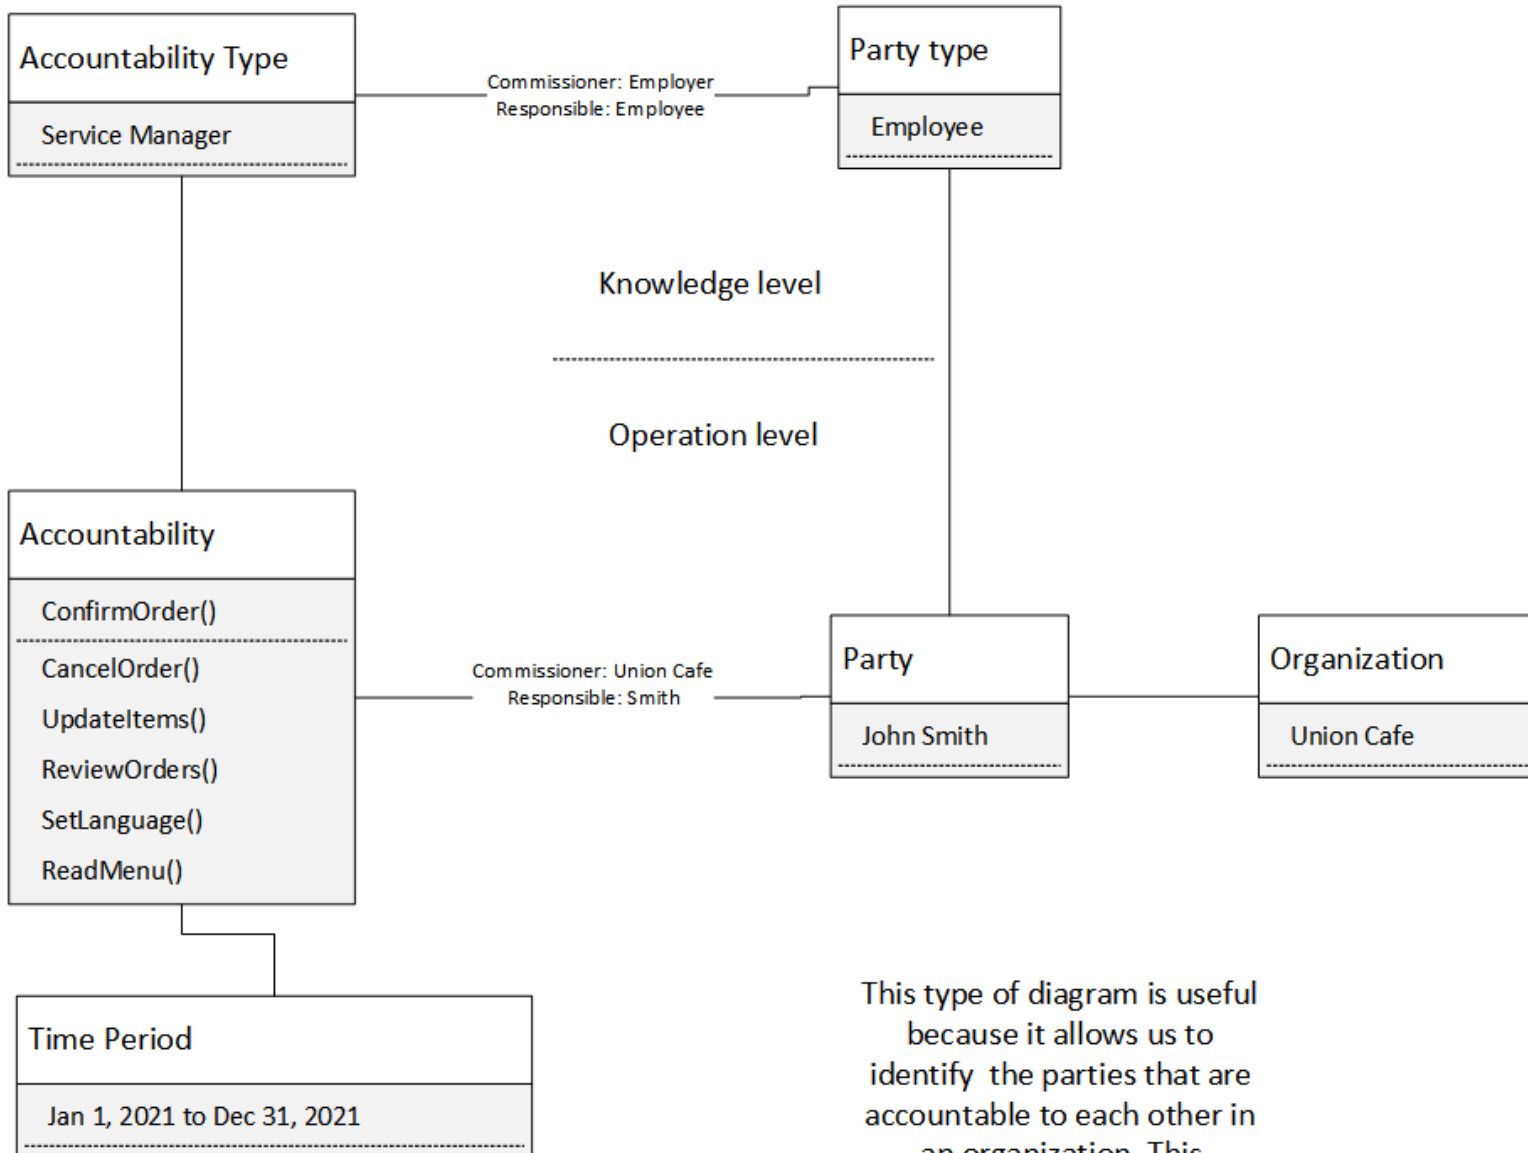 Accountability Type
Service Manager
Commissioner: Employer
Responsible: Employee
Party type
Employee
Knowledge level
Operation level
Accountability
ConfirmOrder()
CancelOrder()
UpdateItems()
ReviewOrders()
SetLanguage()
ReadMenu()
Commissioner: Union Cafe
Responsible: Smith
Party
John Smith
Organization
Union Cafe
Time Period
Jan 1, 2021 to Dec 31, 2021
This type of diagram is useful
because it allows us to
identify the parties that are
accountable to each other in
an organization. This